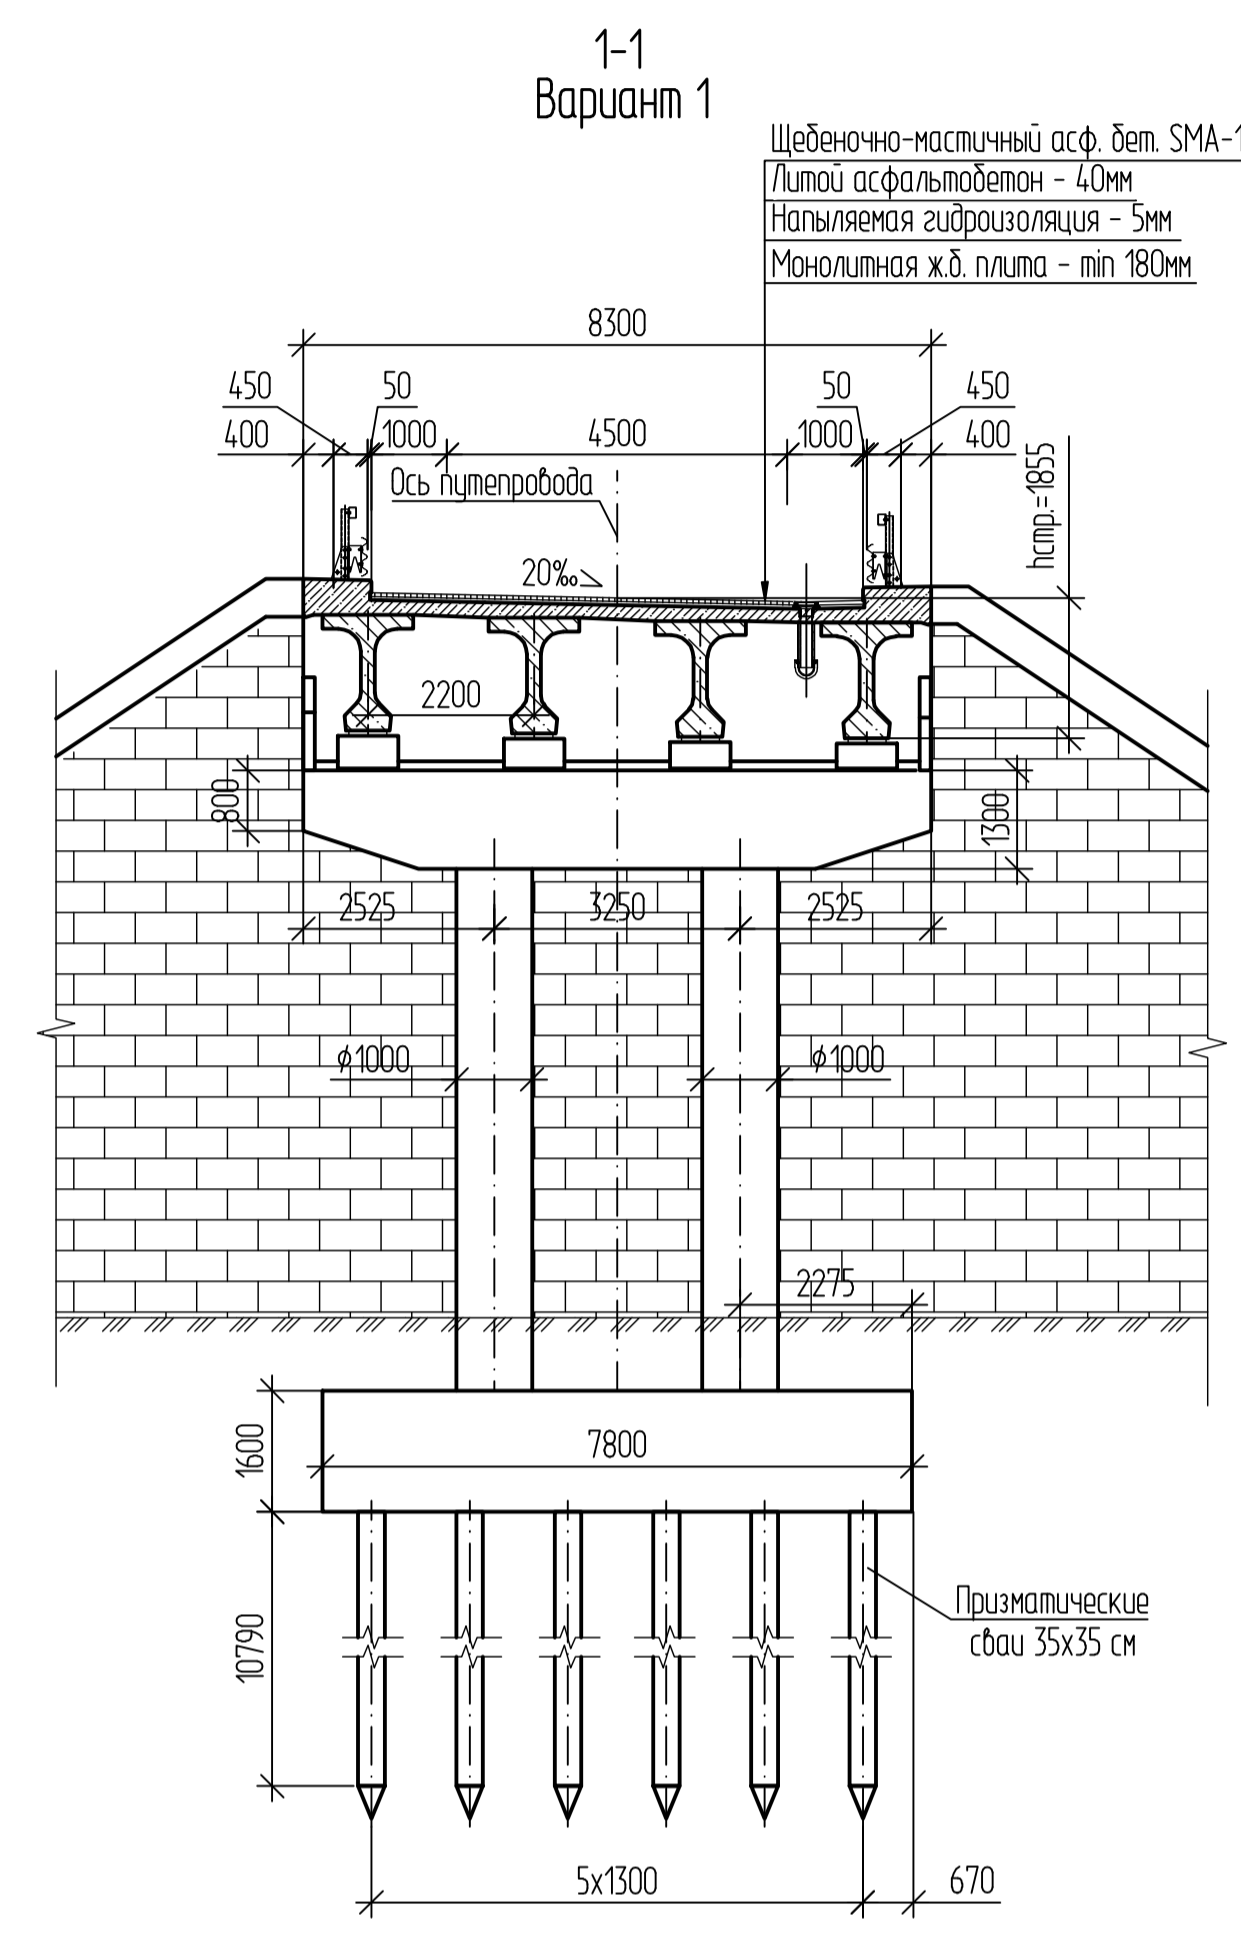 1-1
Вариант 1
Щебеночно-мастичный асф. бет. SMA-1
Литой асфальтобетон - 40мм
Напыляемая гидроизоляция - 5мм
Монолитная ж.б. плита - min 180мм
8300
450 50 50 450
400 1000 4500 1000 400
Ось путепровода
hстр.=1855
20‰
2200
800
1300
2525 3250 2525
ϕ1000 ϕ1000
2275
1600
7800
10790
Призматические
сваи 35х35 см
5х1300
670